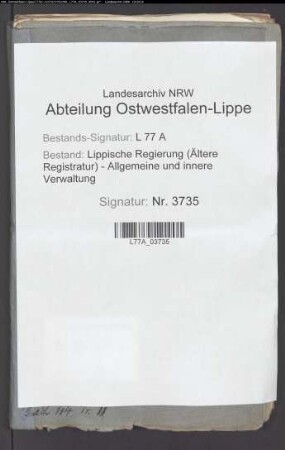 Landesarchiv NRW
Abteilung Ostwestfalen-Lippe
Bestands-Signatur: L 77 A
Bestand: Lippische Regierung (Ältere
Registratur) - Allgemeine und innere
Verwaltung
Signatur: Nr. 3735
L77A_03735